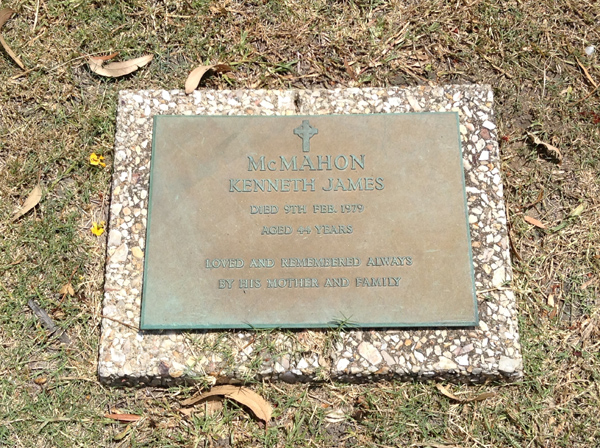 McMAHON
KENNETH JAMES
DIED 9TH FEB. 1979
AGED 44 YEARS
LOVED AND REMEMBERED ALWAYS
BY HIS MOTHER AND FAMILY